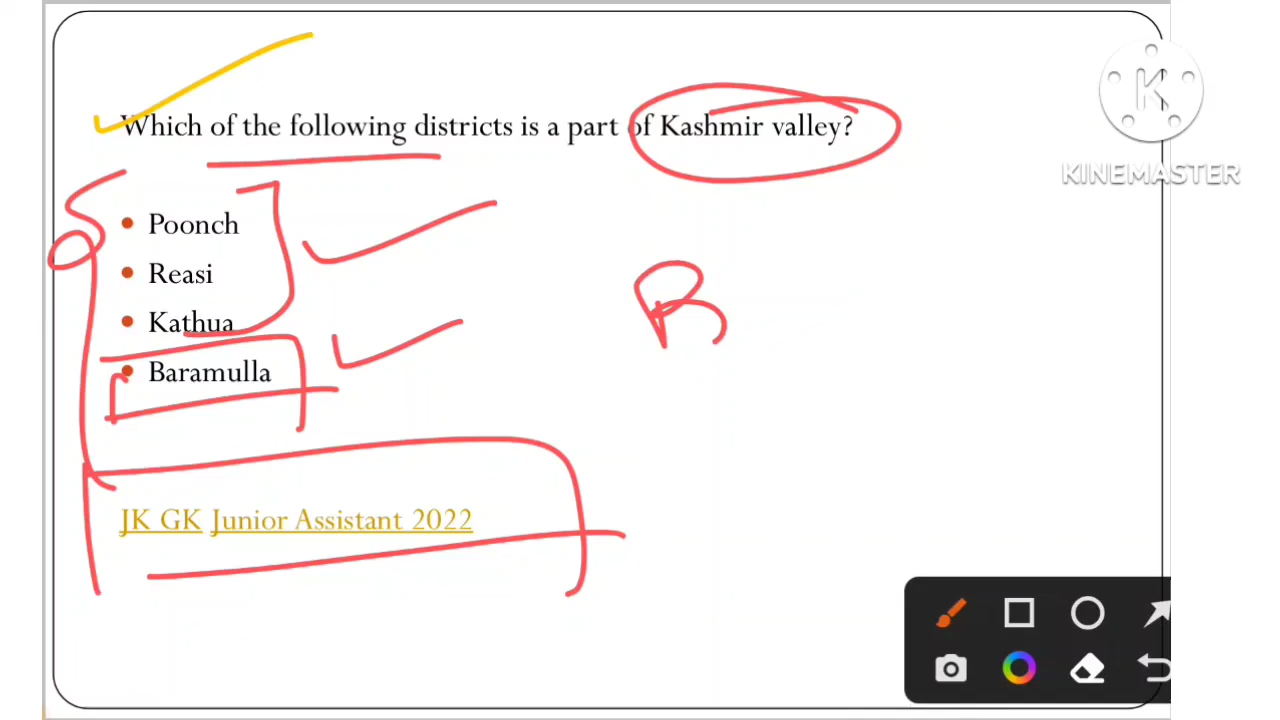 Which of the following districts is a part of Kashmir valley?
K
KINEMASTER
• Poonch
• Reasi
• Kathua
• Baramulla
JK GK Junior Assistant 2022